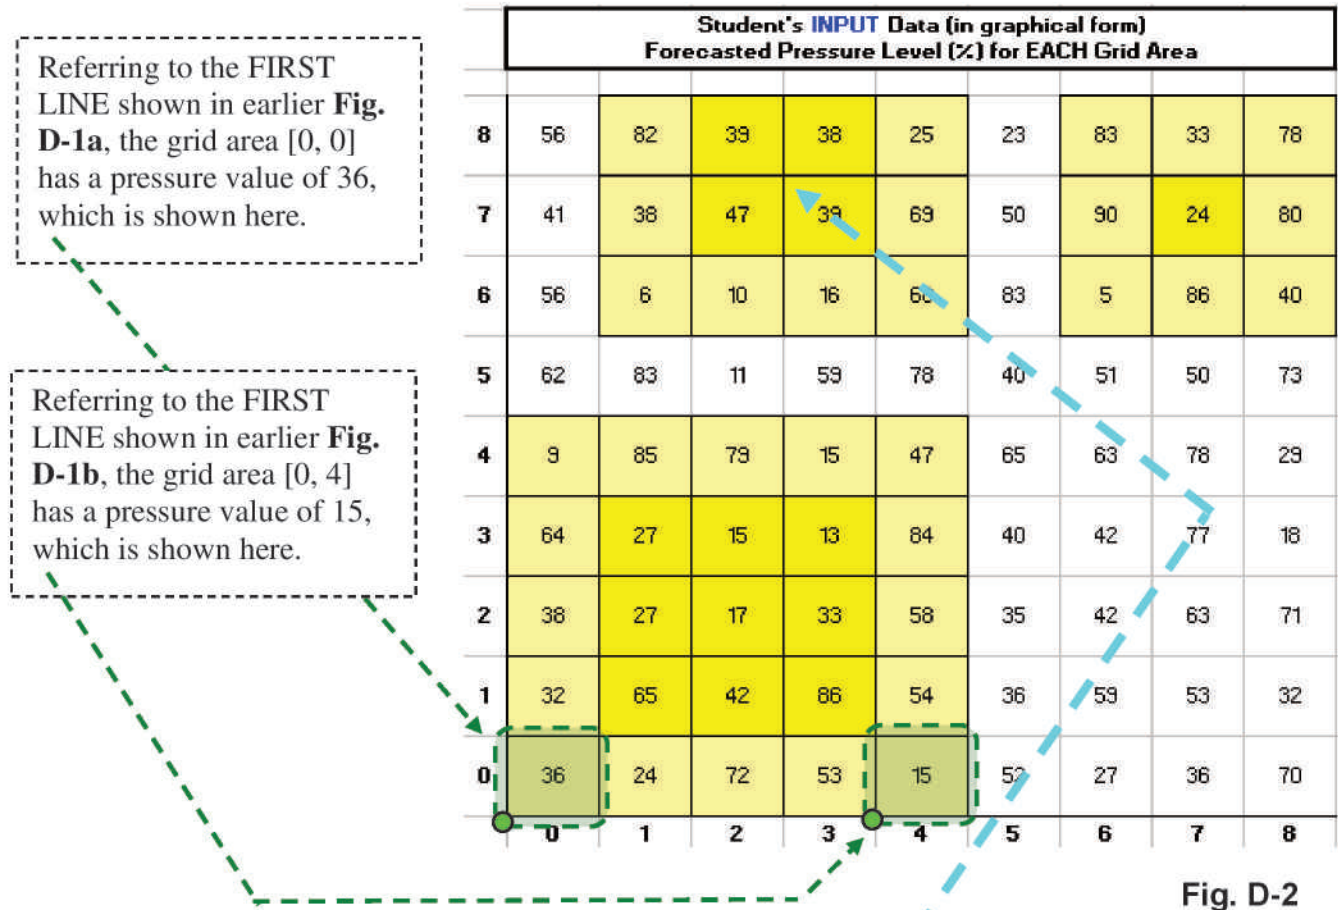 Student's INPUT Data (in graphical form)
Forecasted Pressure Level (%) for EACH Grid Area
Referring to the FIRST
LINE shown in earlier Fig.
D-1a, the grid area [0, 0]
has a pressure value of 36,
which is shown here.
Referring to the FIRST
LINE shown in earlier Fig.
D-1b, the grid area [0, 4]
has a pressure value of 15,
which is shown here.
8 56 82 39 38 25 23 83 33 78
7 41 38 47 39 69 50 90 24 80
6 56 6 10 16 83 5 86 40
5 62 83 11 59 78 40 51 50 73
4 9 85 79 15 47 65 63 78 29
3 64 27 15 13 84 40 42 77 18
2 38 27 17 33 58 35 42 63 71
1 32 65 42 86 54 36 59 53 32
0 36 24 72 53 15 27 36 70
0 1 2 3 4 5 6 7 8
Fig. D-2